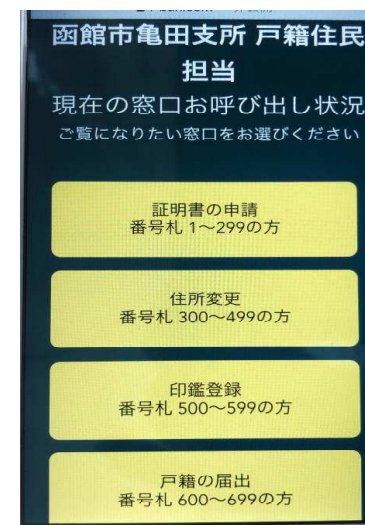 函館市亀田支所 戸籍住民
担当
現在の窓口お呼び出し状況
ご覧になりたい窓口をお選びください
証明書の申請
番号札 1～299の方
住所変更
番号札 300～499の方
印鑑登録
番号札 500～599の方
戸籍の届出
番号札 600～699の方